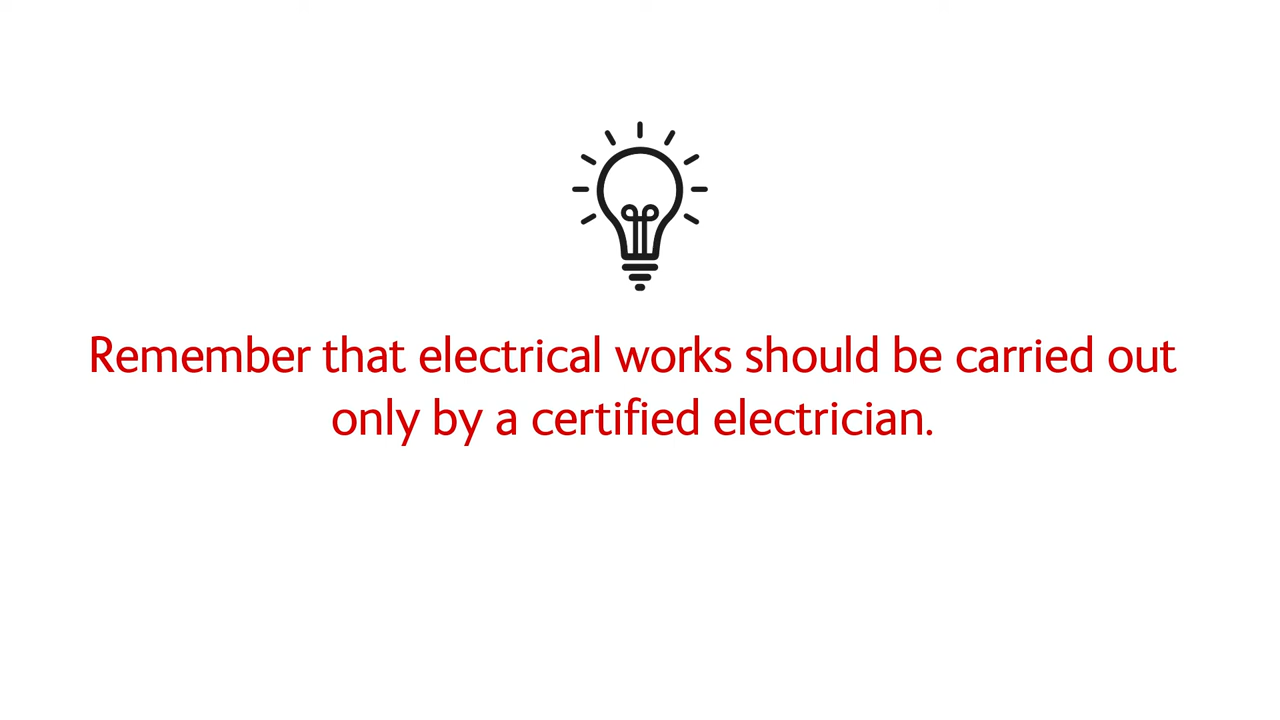 Remember that electrical works should be carried out
only by a certified electrician.